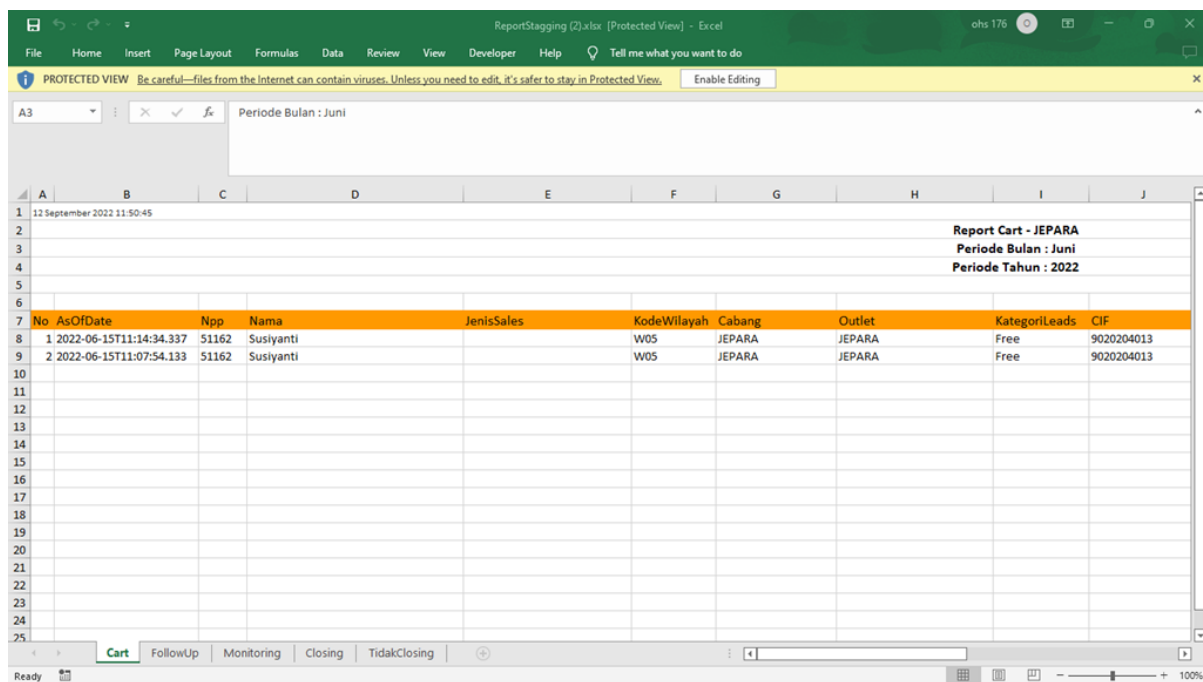 ReportStagging (2).xlsx [Protected View] - Excel
ohs 176 O
File Home Insert Page Layout Formulas Data Review View Developer Help Tell me what you want to do
PROTECTED VIEW Be careful—files from the Internet can contain viruses. Unless you need to edit, it's safer to stay in Protected View. Enable Editing
A3 fx Periode Bulan : Juni
A B C D E F G H I J
1 12 September 2022 11:50:45
2 Report Cart - JEPARA
3 Periode Bulan : Juni
4 Periode Tahun : 2022
5
6
7 No AsOfDate Npp Nama JenisSales KodeWilayah Cabang Outlet KategoriLeads CIF
8 1 2022-06-15T11:14:34.337 51162 Susiyanti W05 JEPARA JEPARA Free 9020204013
9 2 2022-06-15T11:07:54.133 51162 Susiyanti W05 JEPARA JEPARA Free 9020204013
10
11
12
13
14
15
16
17
18
19
20
21
22
23
24
25
Cart FollowUp Monitoring Closing TidakClosing
Ready 100%